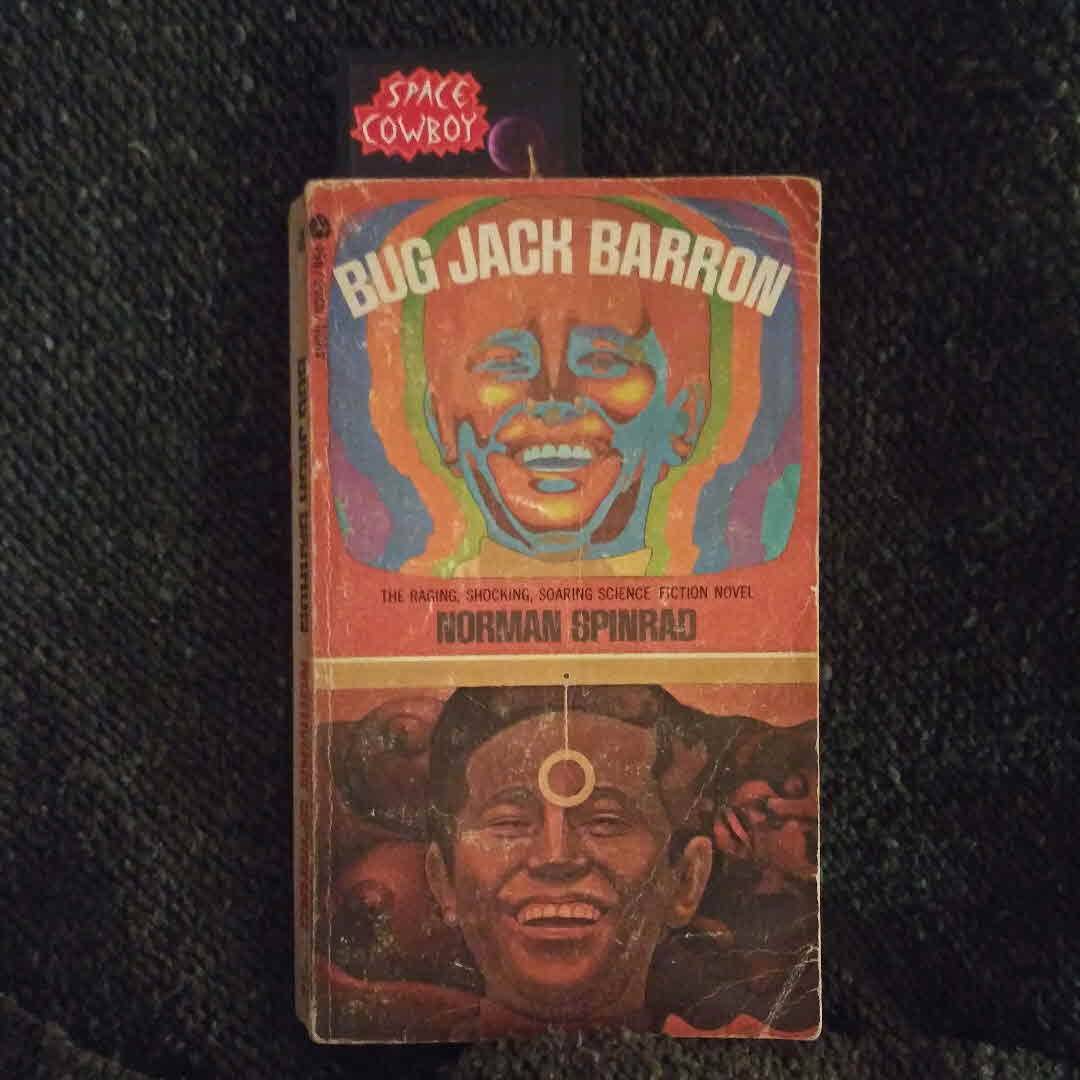 SPACE
COWBOY
BUG JACK BARRON
THE RAGING, SHOCKING, SOARING SCIENCE FICTION NOVEL
NORMAN SPINRAD